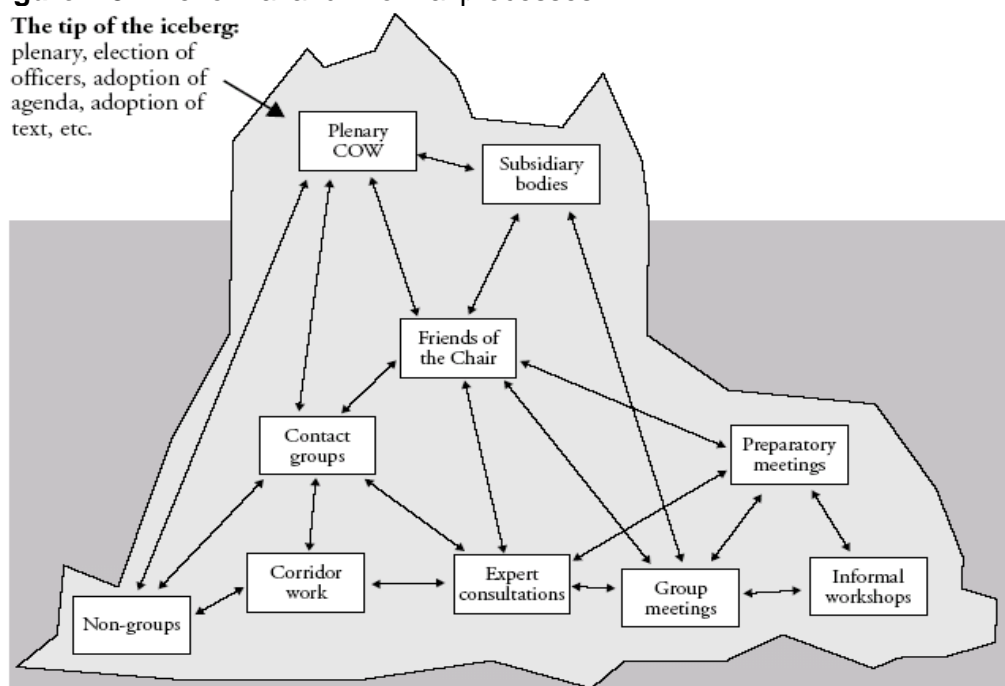 processes
The tip of the iceberg:
plenary, election of
officers, adoption of
agenda, adoption of
text, etc.
Plenary
COW
Subsidiary
bodies
Friends of
the Chair
Contact
groups
Preparatory
meetings
Corridor
work
Expert
consultations
Group
meetings
Informal
workshops
Non-groups